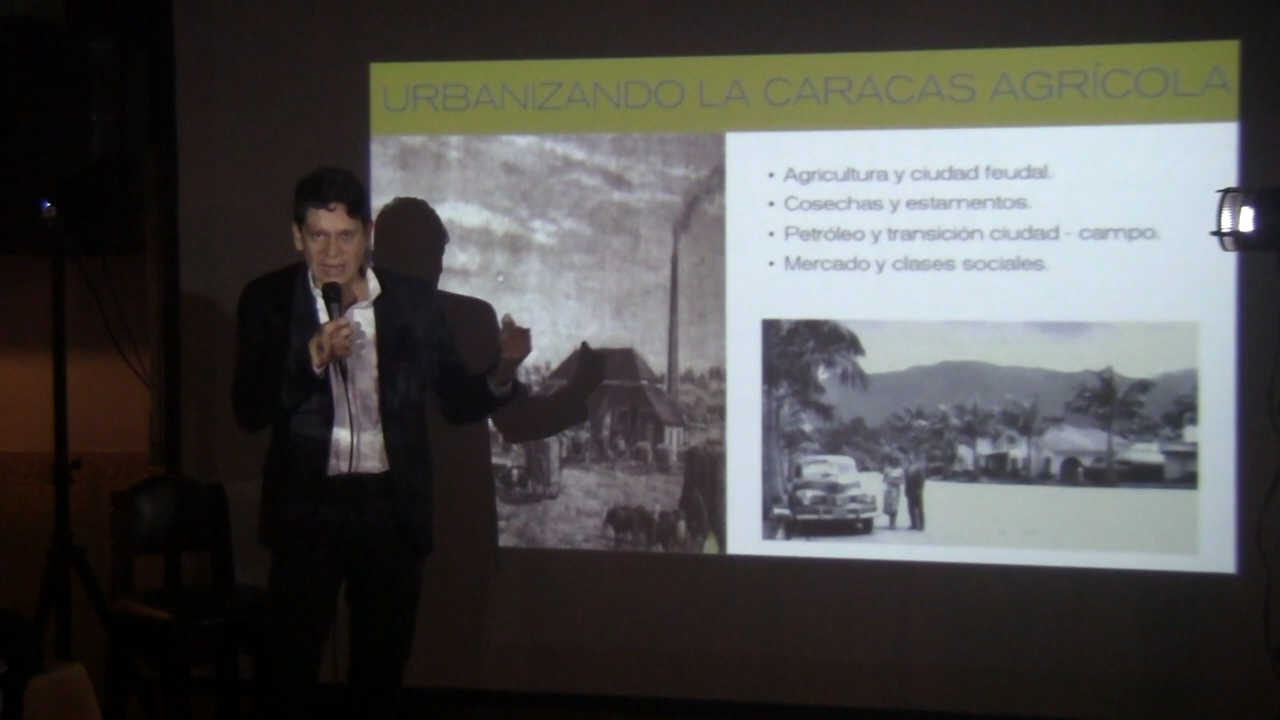 URBANIZANDO LA CARACAS AGRÍCOLA
• Agricultura y ciudad feudal.
• Cosechas y estamentos.
• Petróleo y transición ciudad - campo.
• Mercado y clases sociales.